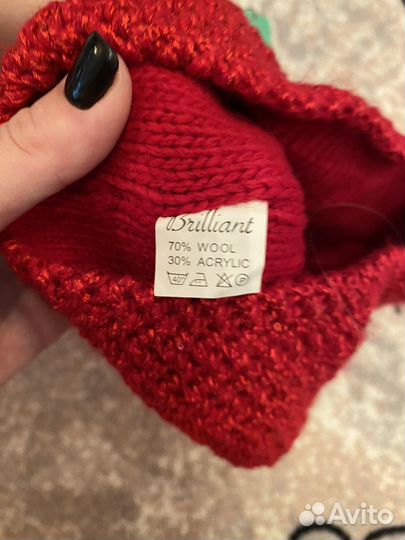 Brilliant
70% WOOL
30% ACRYLIC
40°
Avito